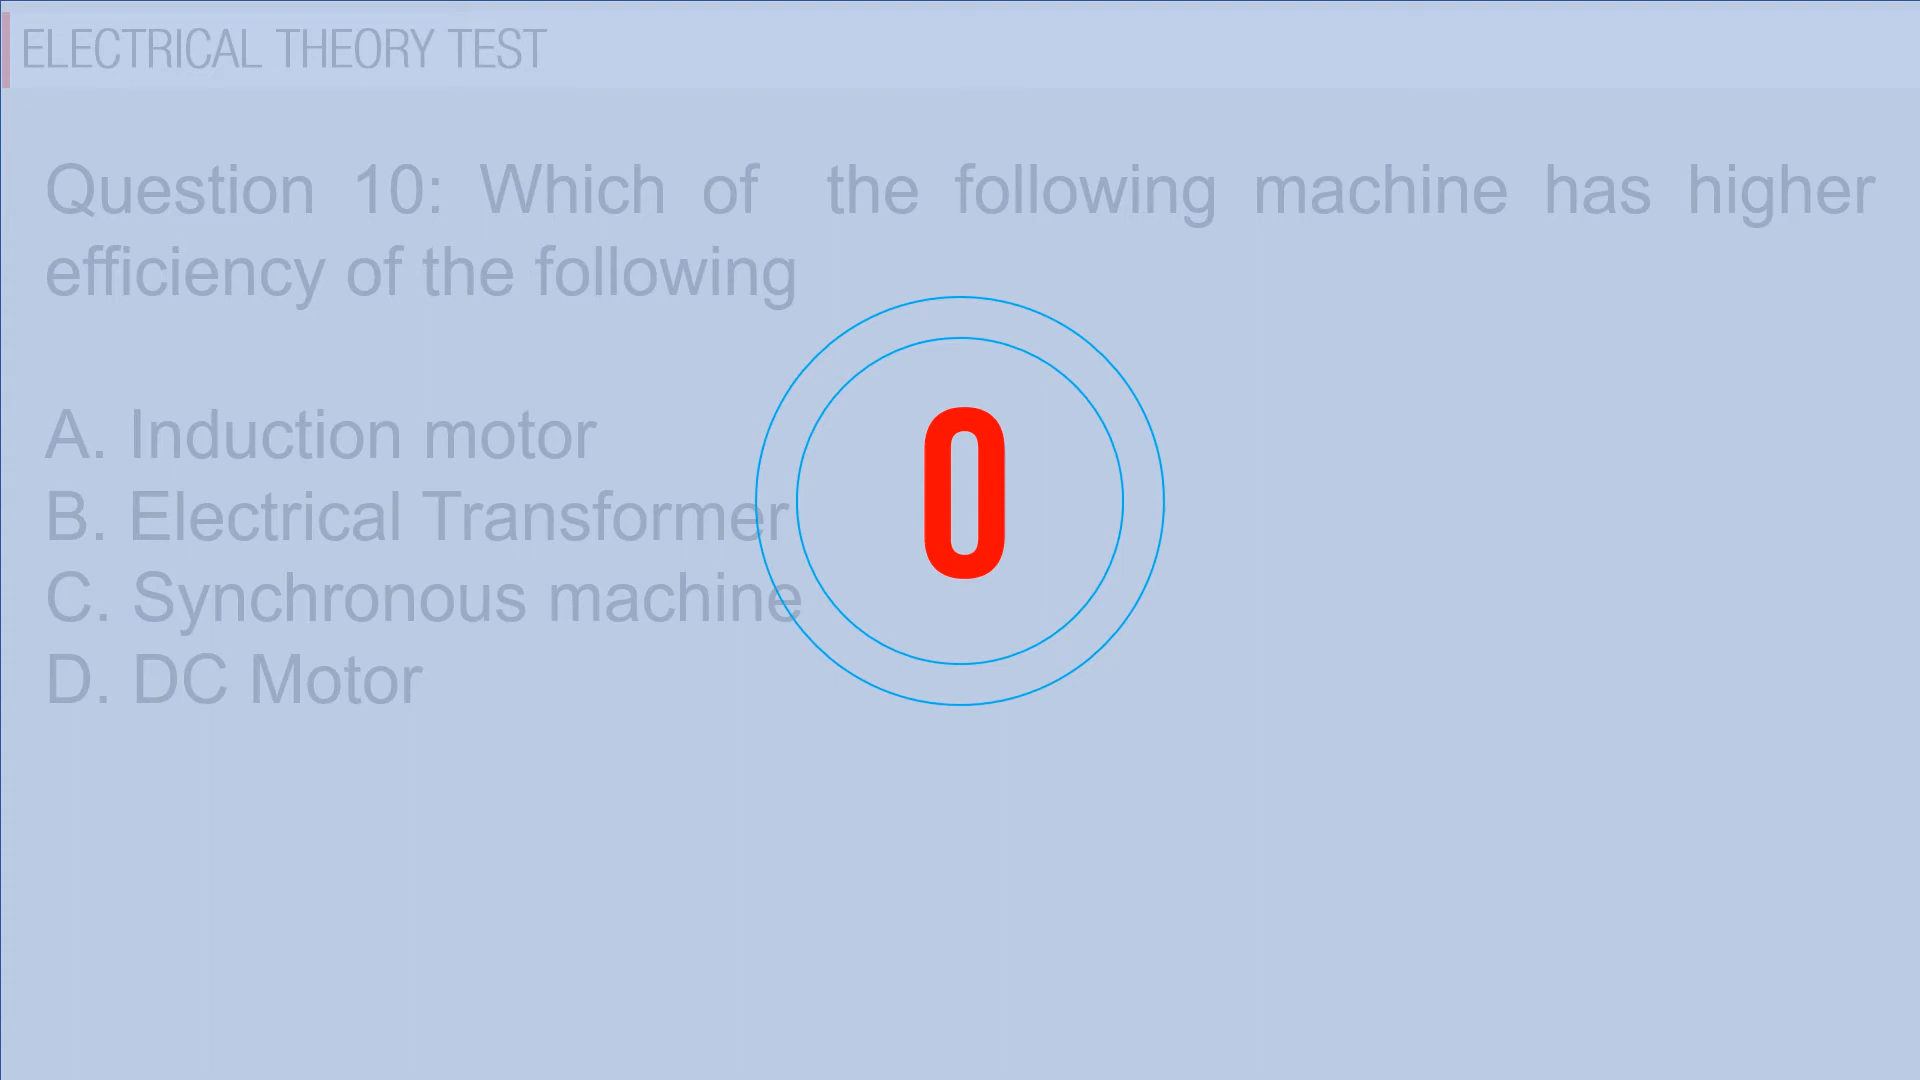 ELECTRICAL THEORY TEST
Question 10: Which of the following machine has higher
efficiency of the following
A. Induction motor
B. Electrical Transformer
C. Synchronous machine
D. DC Motor
0